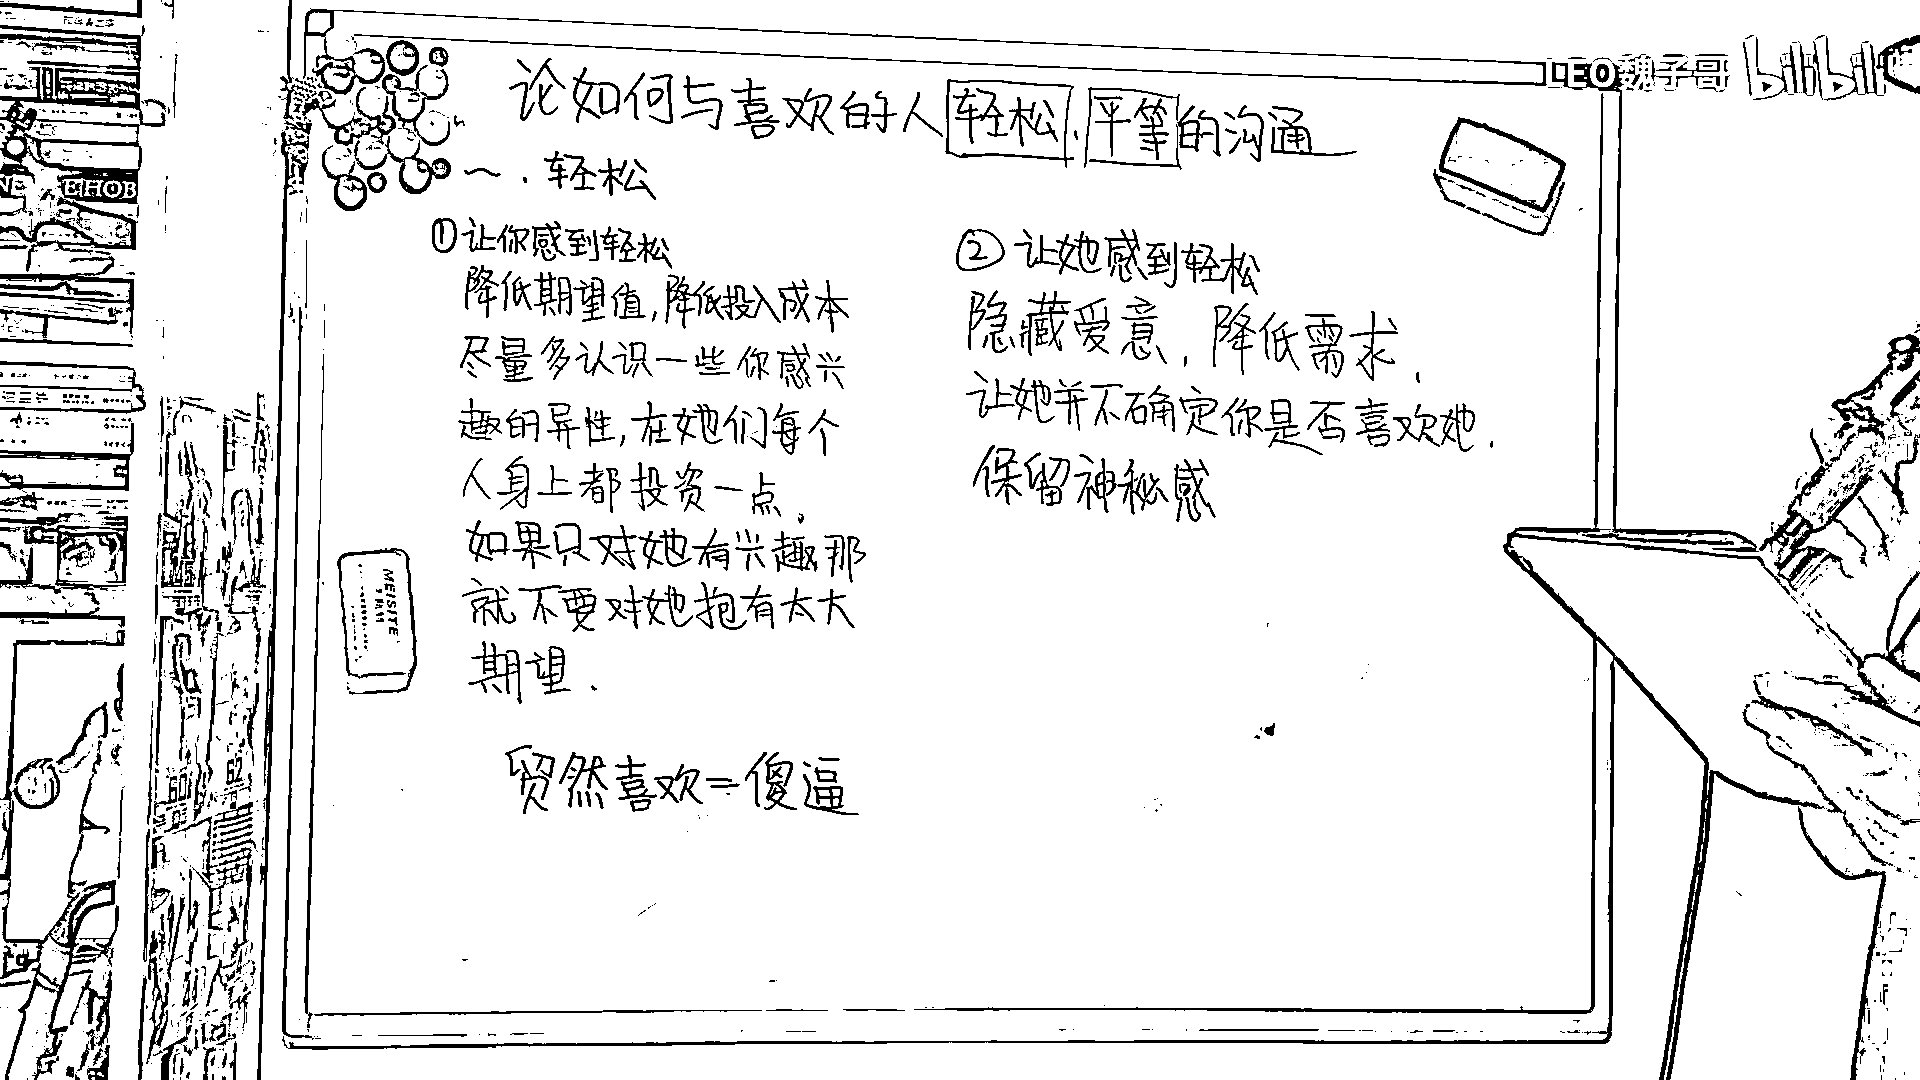 论如何与喜欢的人轻松.平等的沟通
一.轻松
①让你感到轻松
降低期望值,降低投入成本
尽量多认识一些你感兴
趣的异性,在她们每个
人身上都投资一点.
如果只对她有兴趣那
就不要对她抱有太大
期望.
贸然喜欢=傻逼
②让她感到轻松
隐藏爱意,降低需求.
让她并不确定你是否喜欢她.
保留神秘感
LEO魏子哥 bilibili
MEISITE
EHOB